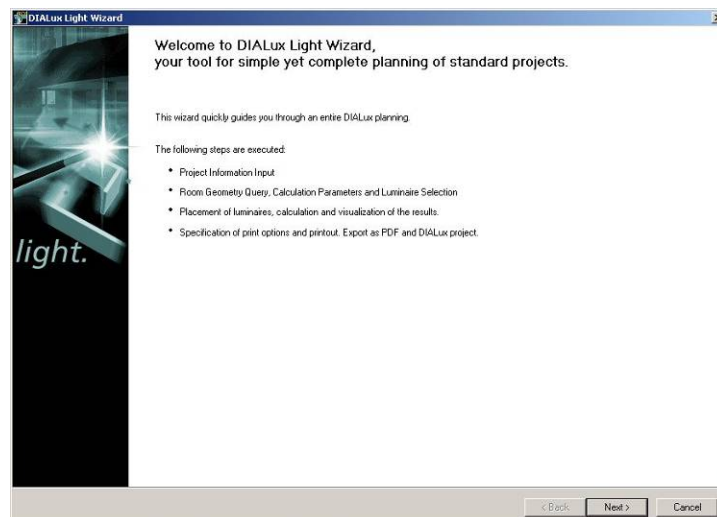 DIALux Light Wizard
Welcome to DIALux Light Wizard,
your tool for simple yet complete planning of standard projects.
This wizard quickly guides you through an entire DIALux planning.
The following steps are executed:
• Project Information Input
• Room Geometry Query, Calculation Parameters and Luminaire Selection
• Placement of luminaires, calculation and visualization of the results.
• Specification of print options and printout. Export as PDF and DIALux project.
light.
< Back Next > Cancel